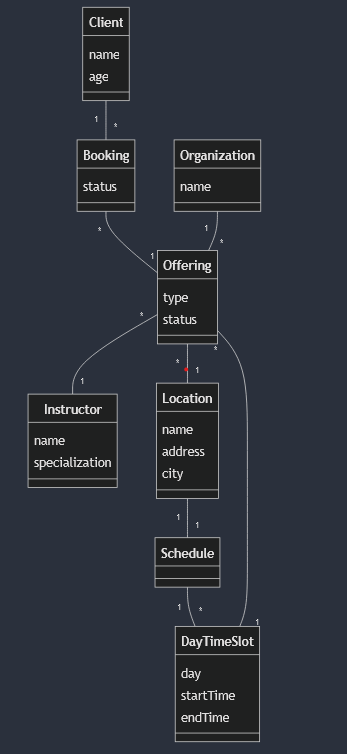 Client
name
age
1
*
Booking
status
Organization
name
*
1
1
*
Offering
type
status
*
1
*
1
*
Instructor
name
specialization
Location
name
address
city
1
1
Schedule
1
*
1
DayTimeSlot
day
startTime
endTime